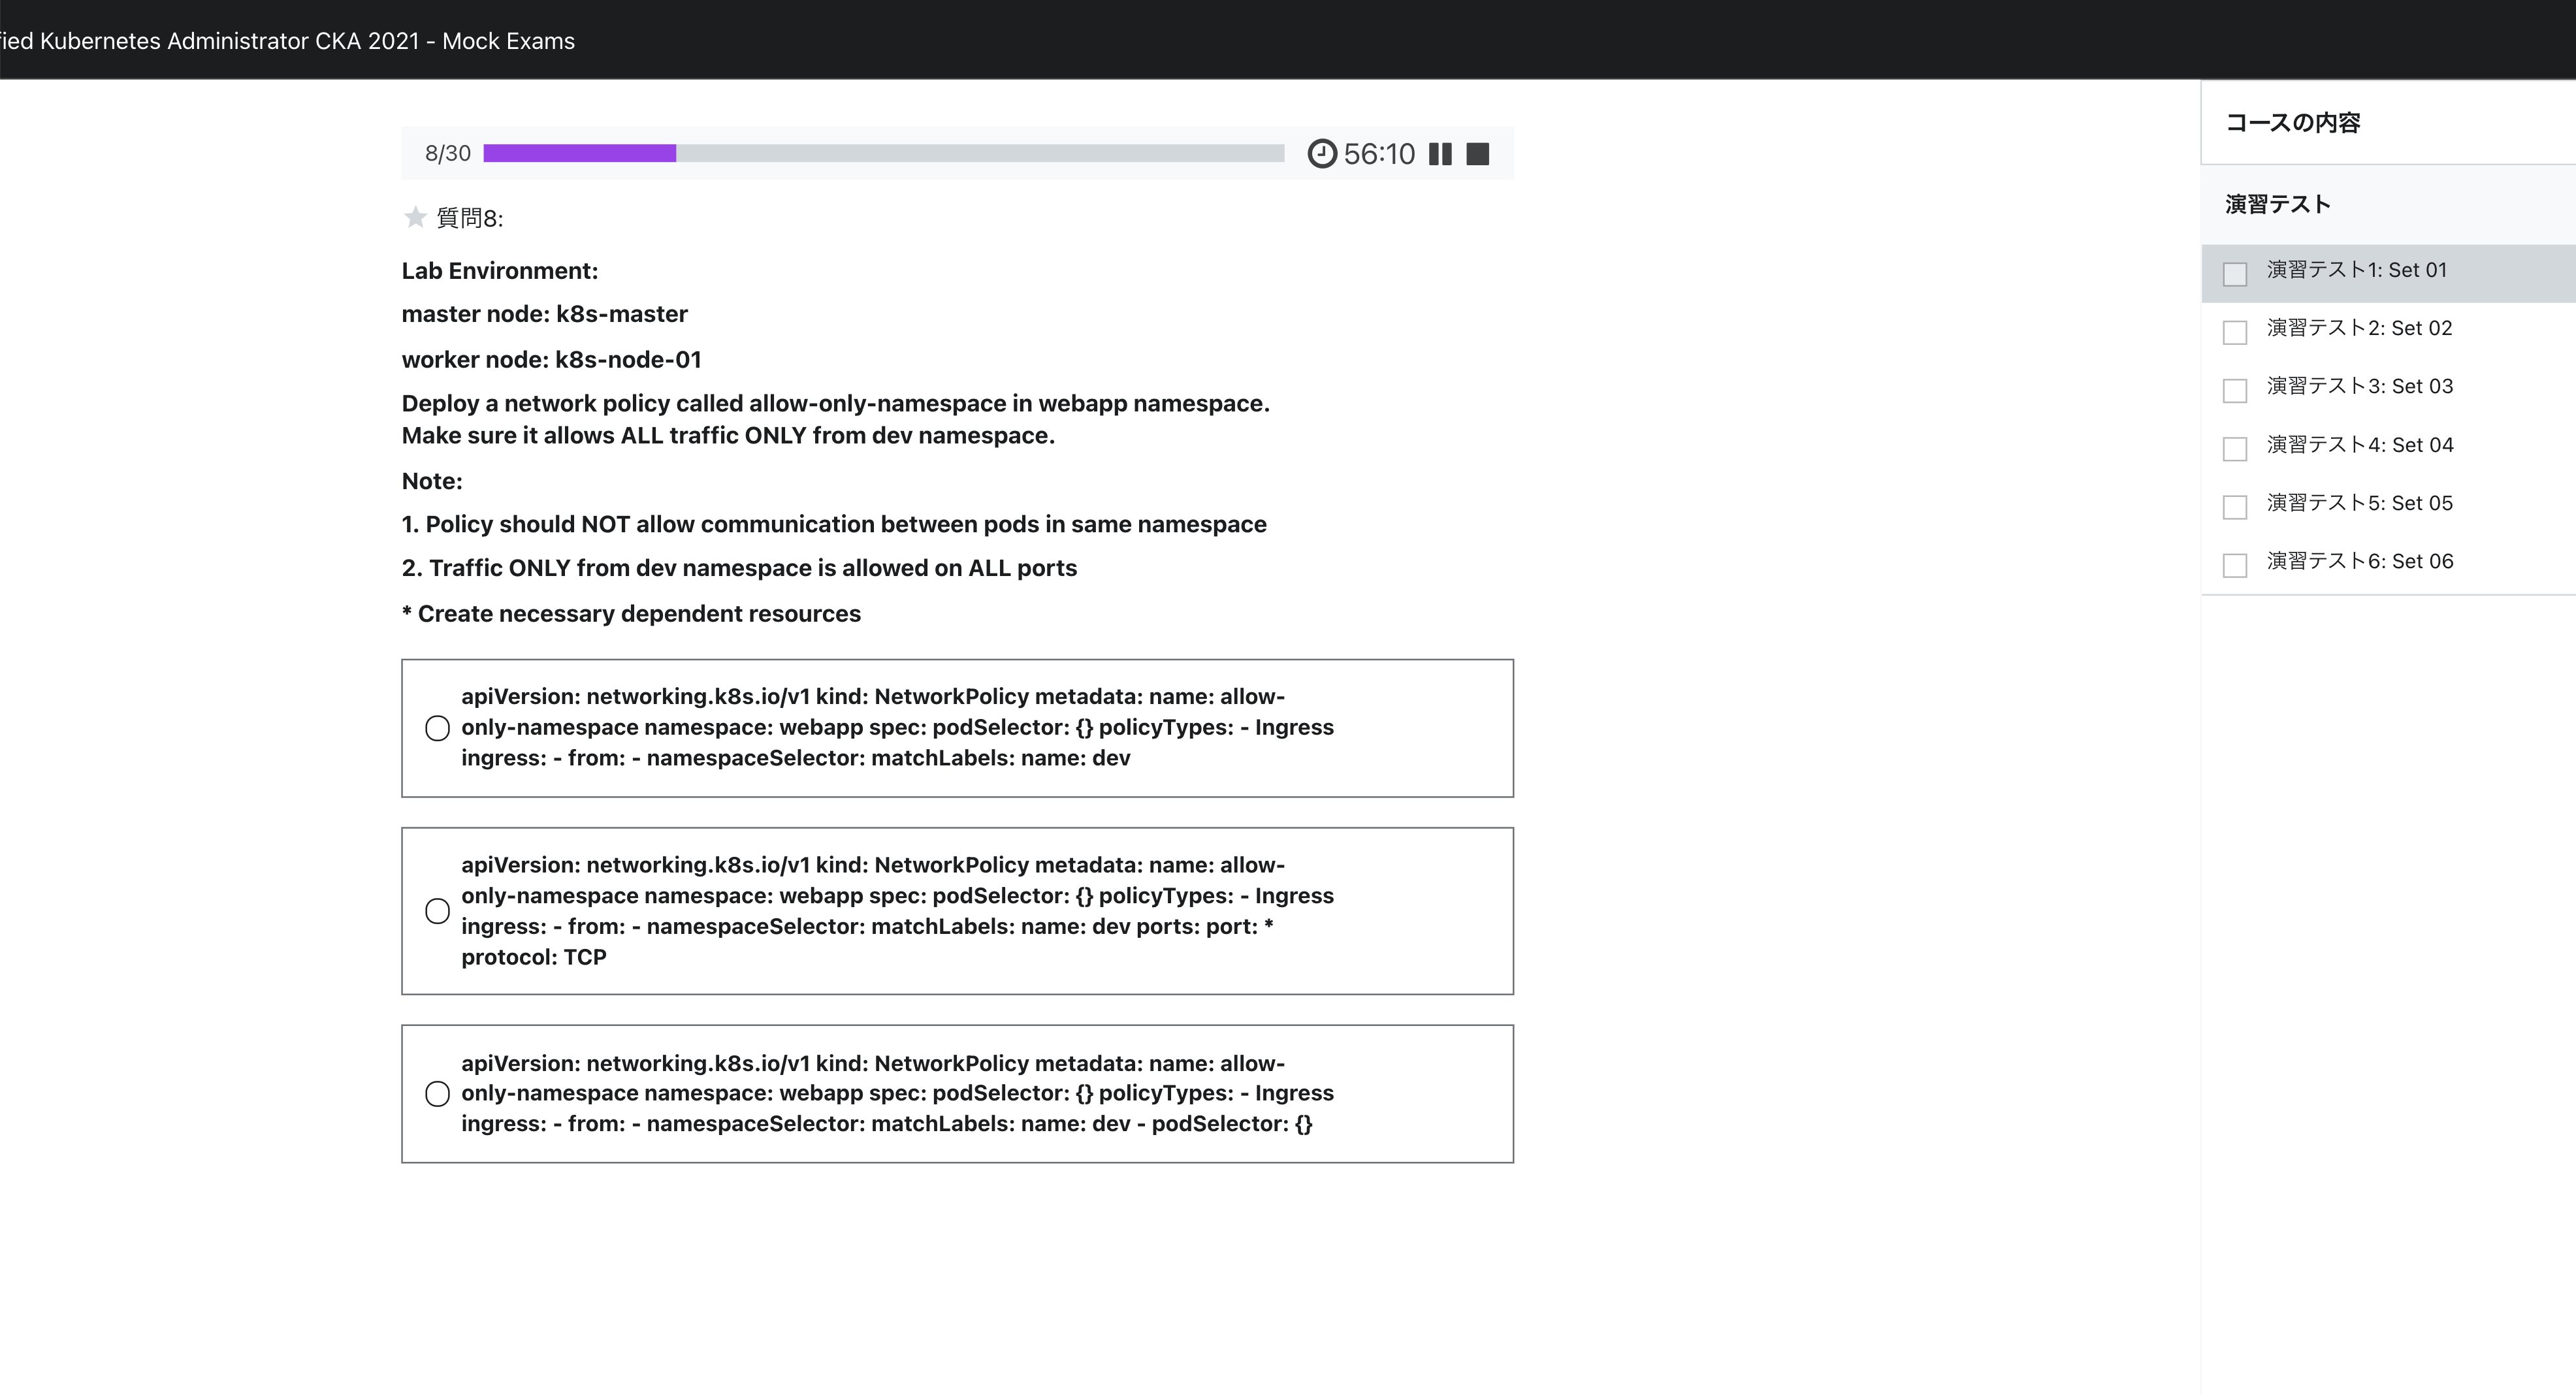 fied Kubernetes Administrator CKA 2021 - Mock Exams
8/30
56:10
質問8:
Lab Environment:
master node: k8s-master
worker node: k8s-node-01
Deploy a network policy called allow-only-namespace in webapp namespace.
Make sure it allows ALL traffic ONLY from dev namespace.
Note:
1. Policy should NOT allow communication between pods in same namespace
2. Traffic ONLY from dev namespace is allowed on ALL ports
* Create necessary dependent resources
apiVersion: networking.k8s.io/v1 kind: NetworkPolicy metadata: name: allow-
only-namespace namespace: webapp spec: podSelector: {} policyTypes: - Ingress
ingress: - from: - namespaceSelector: matchLabels: name: dev
apiVersion: networking.k8s.io/v1 kind: NetworkPolicy metadata: name: allow-
only-namespace namespace: webapp spec: podSelector: {} policyTypes: - Ingress
ingress: - from: - namespaceSelector: matchLabels: name: dev ports: port: *
protocol: TCP
apiVersion: networking.k8s.io/v1 kind: NetworkPolicy metadata: name: allow-
only-namespace namespace: webapp spec: podSelector: {} policyTypes: - Ingress
ingress: - from: - namespaceSelector: matchLabels: name: dev - podSelector: {}
コースの内容
演習テスト
演習テスト1: Set 01
演習テスト2: Set 02
演習テスト3: Set 03
演習テスト4: Set 04
演習テスト5: Set 05
演習テスト6: Set 06